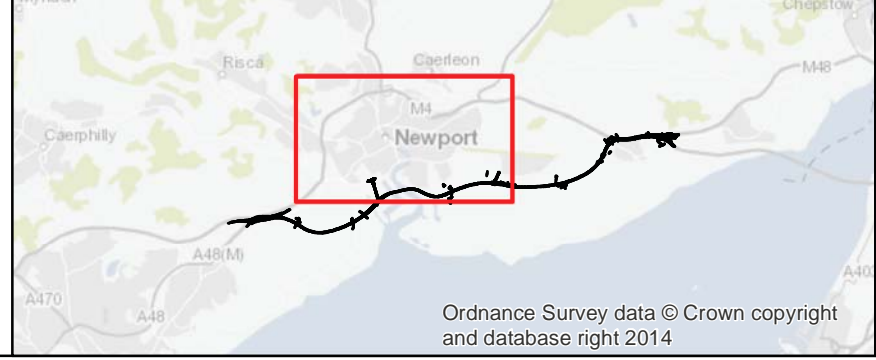 Chepstow
Risca
Caerleon
M48
M4
Caerphilly
Newport
A48(M)
A470
A48
Ordnance Survey data © Crown copyright
and database right 2014